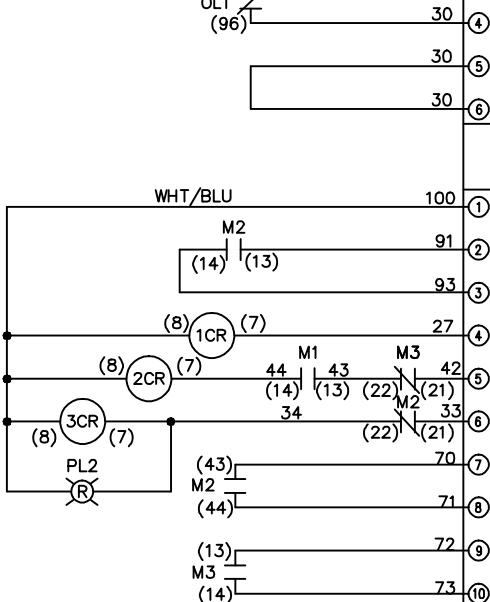 OLT
(96)
30 4
30 5
30 6
WHT/BLU 100 1
M2
91 2
(14) (13)
93 3
(8) 1CR (7) 27 4
M1 M3
(8) 2CR (7) 44 43 42 5
(14) (13) (22) (21)
M2
3CR 34 33 6
(8) (7) (22) (21)
PL2
R
(43) 70 7
M2
(44) 71 8
(13) 72 9
M3
(14) 73 10